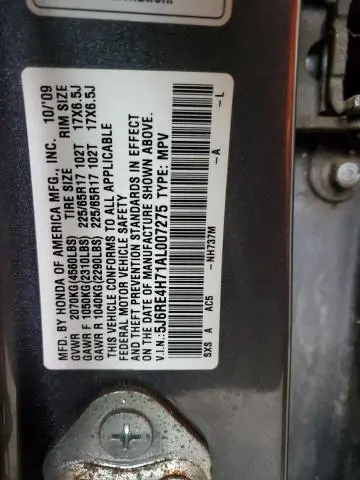 MFD. BY HONDA OF AMERICA MFG., INC. 10/'09
TIRE SIZE RIM SIZE
GVWR 2070KG(4560LBS)
GAWR F 1050KG(2310LBS) 225/65R17 102T 17X6.5J
GAWR R 1040KG(2290LBS) 225/65R17 102T 17X6.5J
THIS VEHICLE CONFORMS TO ALL APPLICABLE
FEDERAL MOTOR VEHICLE SAFETY
AND THEFT PREVENTION STANDARDS IN EFFECT
ON THE DATE OF MANUFACTURE SHOWN ABOVE.
V.I.N.: 5J6RE4H71AL007275 TYPE: MPV
-NH737M -A -L
SXS A AC5